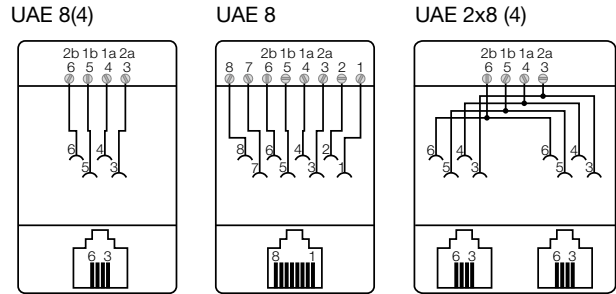 UAE 8(4) UAE 8 UAE 2x8 (4)
2b 1b 1a 2a 2b 1b 1a 2a 2b 1b 1a 2a
6 5 4 3 8 7 6 5 4 3 2 1 6 5 4 3
6 4 8 6 4 2 6 4 6 4
5 3 7 5 3 1 5 3 5 3
6 3 8 1 6 3 6 3